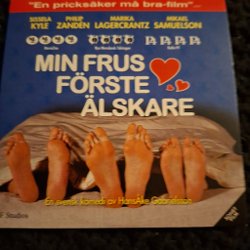 "En pricksäker må bra-film"...
SISSELA KYLE
PHILIP ZANDÉN
MARIKA LAGERCRANTZ
MIKAEL SAMUELSON
MIN FRUS
FÖRSTE
ÄLSKARE
En svensk komedi av HansÅke Gabrielsson
F Studios